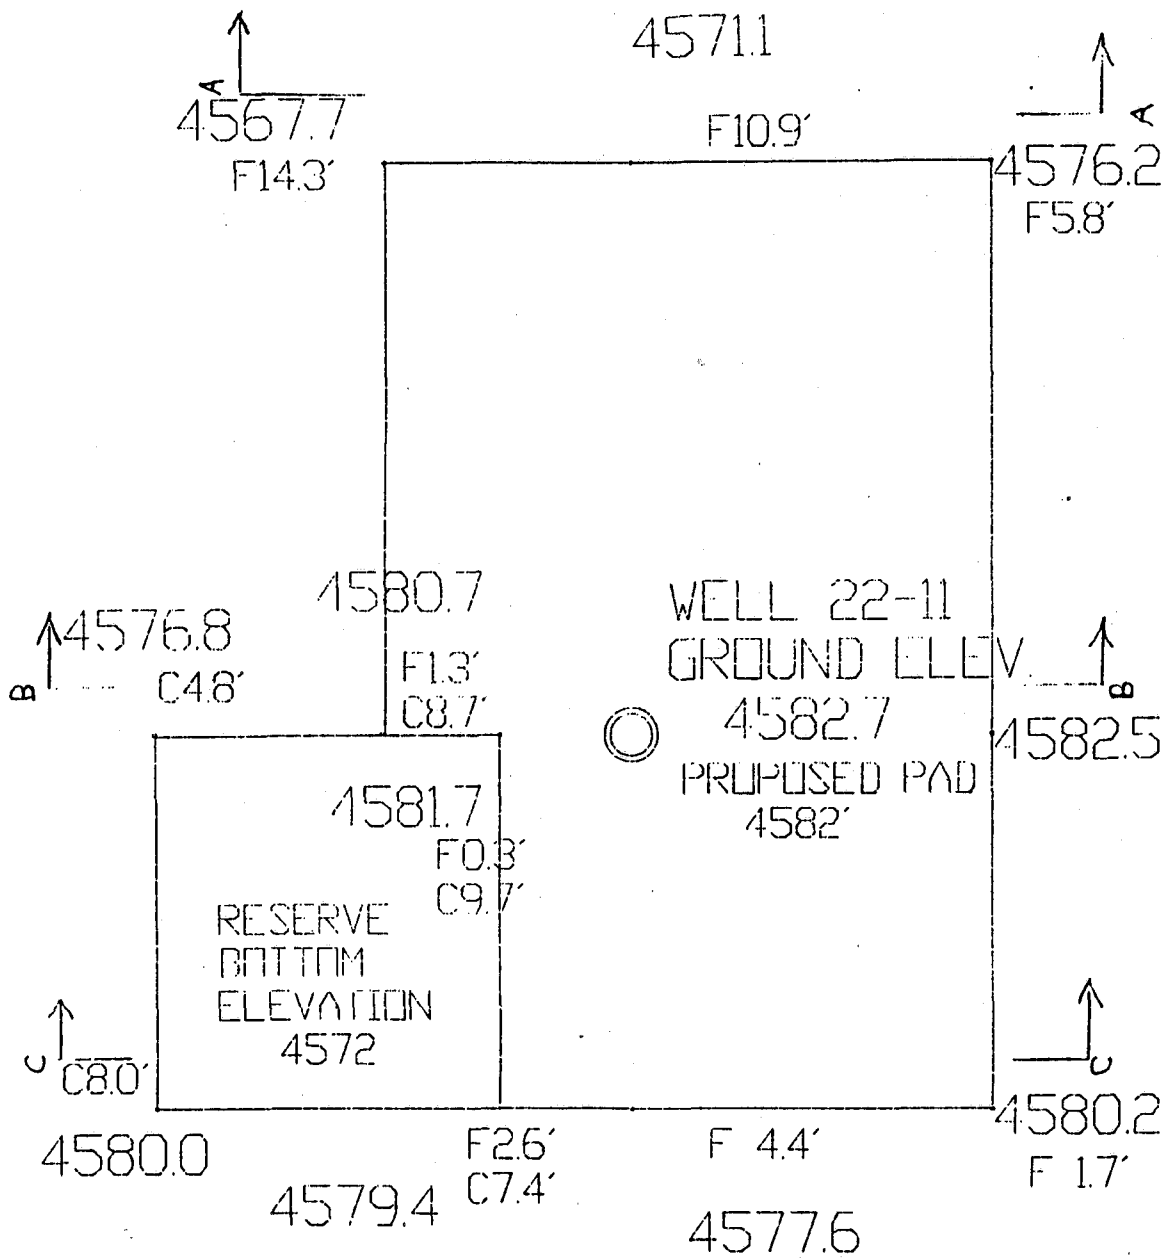 4571.1
A
4567.7
F14.3´
F10.9´
A
4576.2
F5.8´
4580.7
4576.8
B
C4.8´
F1.3´
C8.7´
WELL 22-11
GROUND ELEV.
4582.7
B
4582.5
PROPOSED PAD
4582´
4581.7
F0.3´
C9.7´
RESERVE
BOTTOM
ELEVATION
4572
C
C8.0´
C
4580.2
F 1.7´
4580.0
F2.6´
C7.4´
F 4.4´
4579.4
4577.6